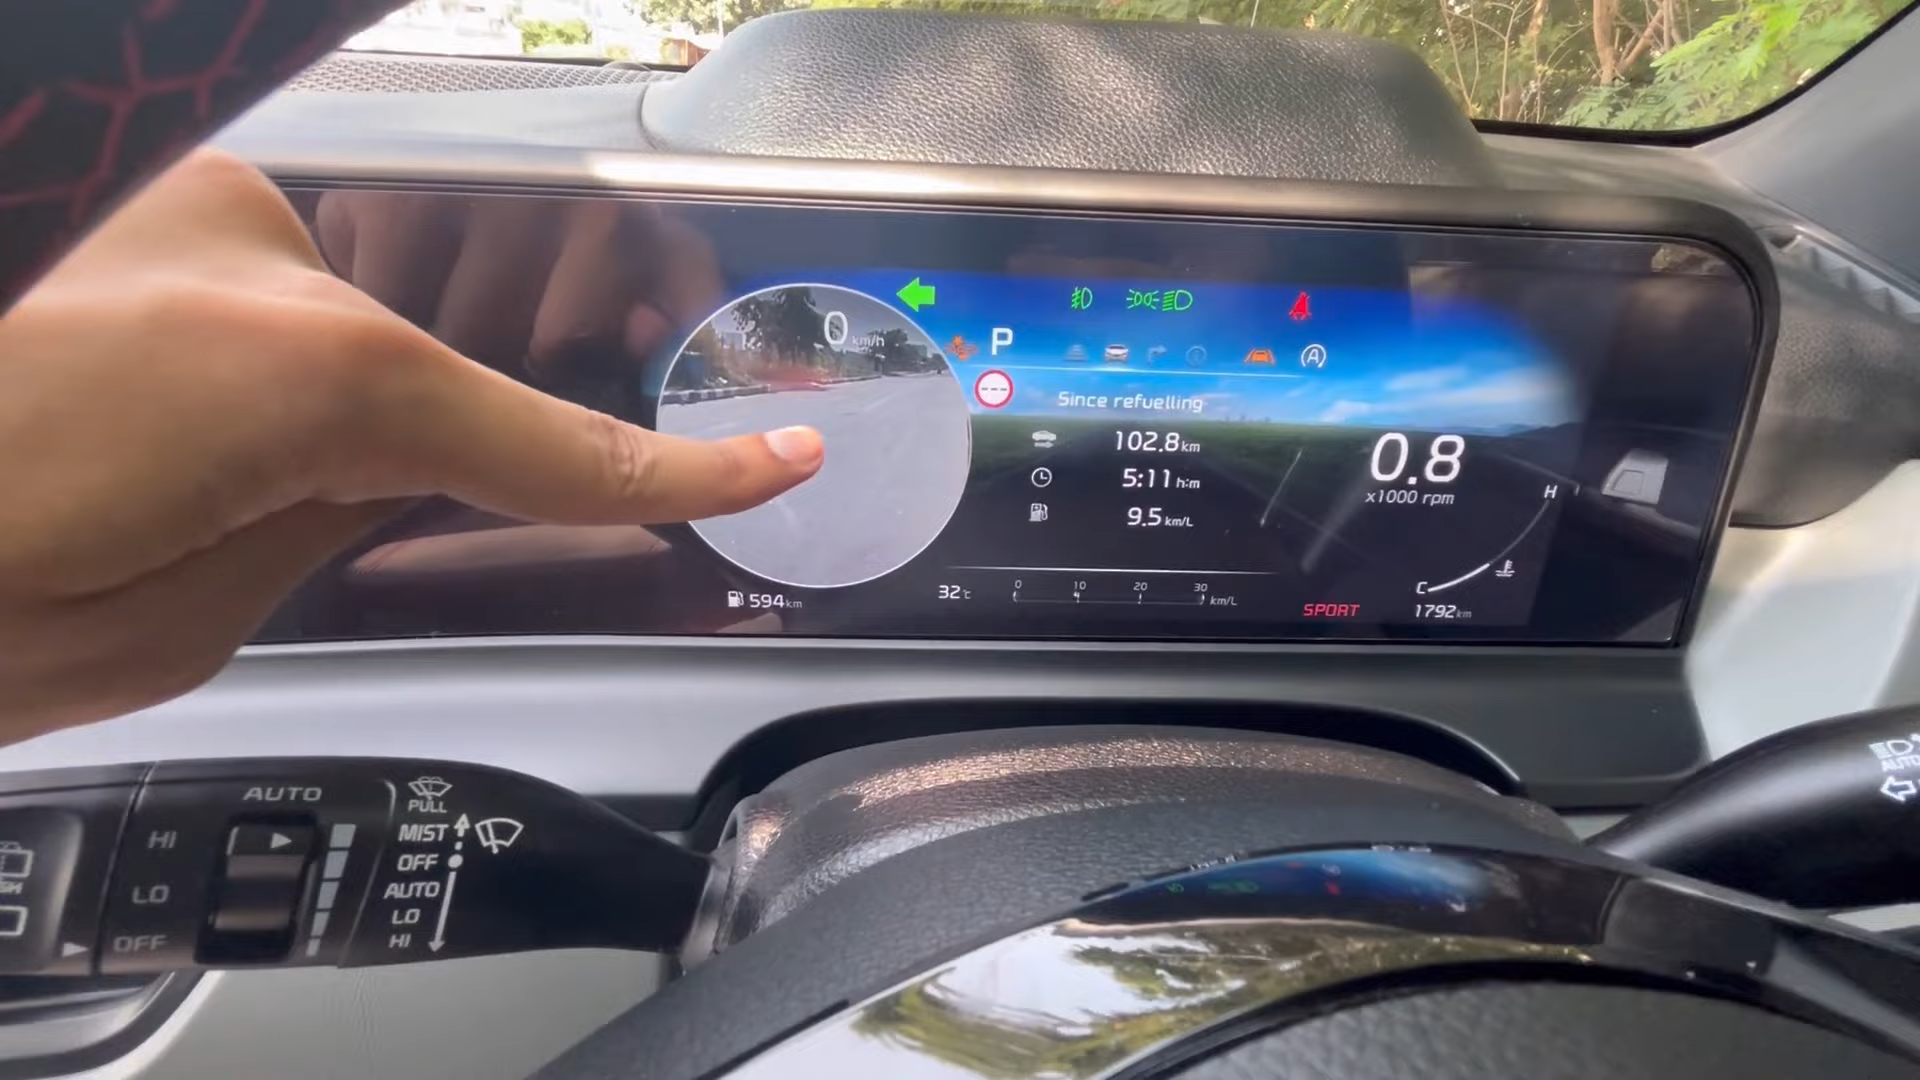 0 km/h
P
A
Since refuelling
102.8 km
5:11 h:m
9.5 km/L
0.8
x1000 rpm
H
C
594 km
32℃
0 10 20 30
km/L
SPORT
1792 km
AUTO
HI
LO
OFF
PULL
MIST
OFF
AUTO
LO
HI
AUTO